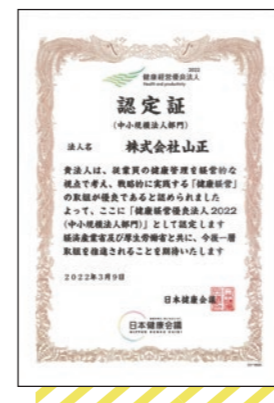 2022
健康経営優良法人
Health and productivity
認定証
(中小規模法人部門)
法人名 株式会社山正
貴法人は、従業員の健康管理を経営的な
視点で考え、戦略的に実践する「健康経営」
の取組が優良であると認められました
よって、ここに「健康経営優良法人2022
(中小規模法人部門)」として認定します
経済産業省及び厚生労働省と共に、今後一層
取組を推進されることを期待いたします
2022年3月9日
日本健康会議
日本健康会議
NIPPON KENKO KAIGI